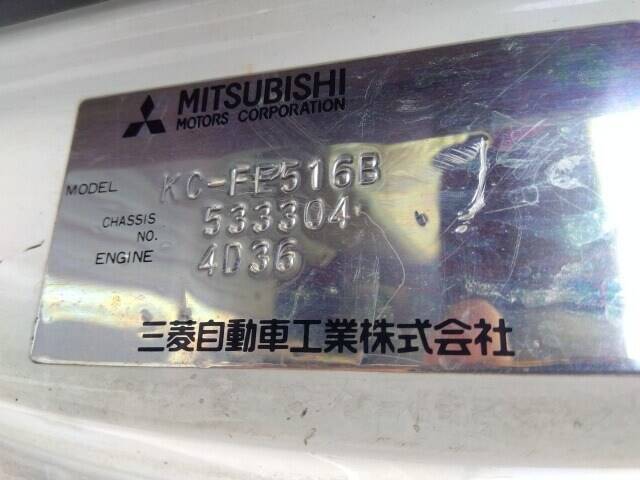 MITSUBISHI
MOTORS CORPORATION
MODEL KC-FE516B
CHASSIS NO. 533304
ENGINE 4D36
三菱自動車工業株式会社